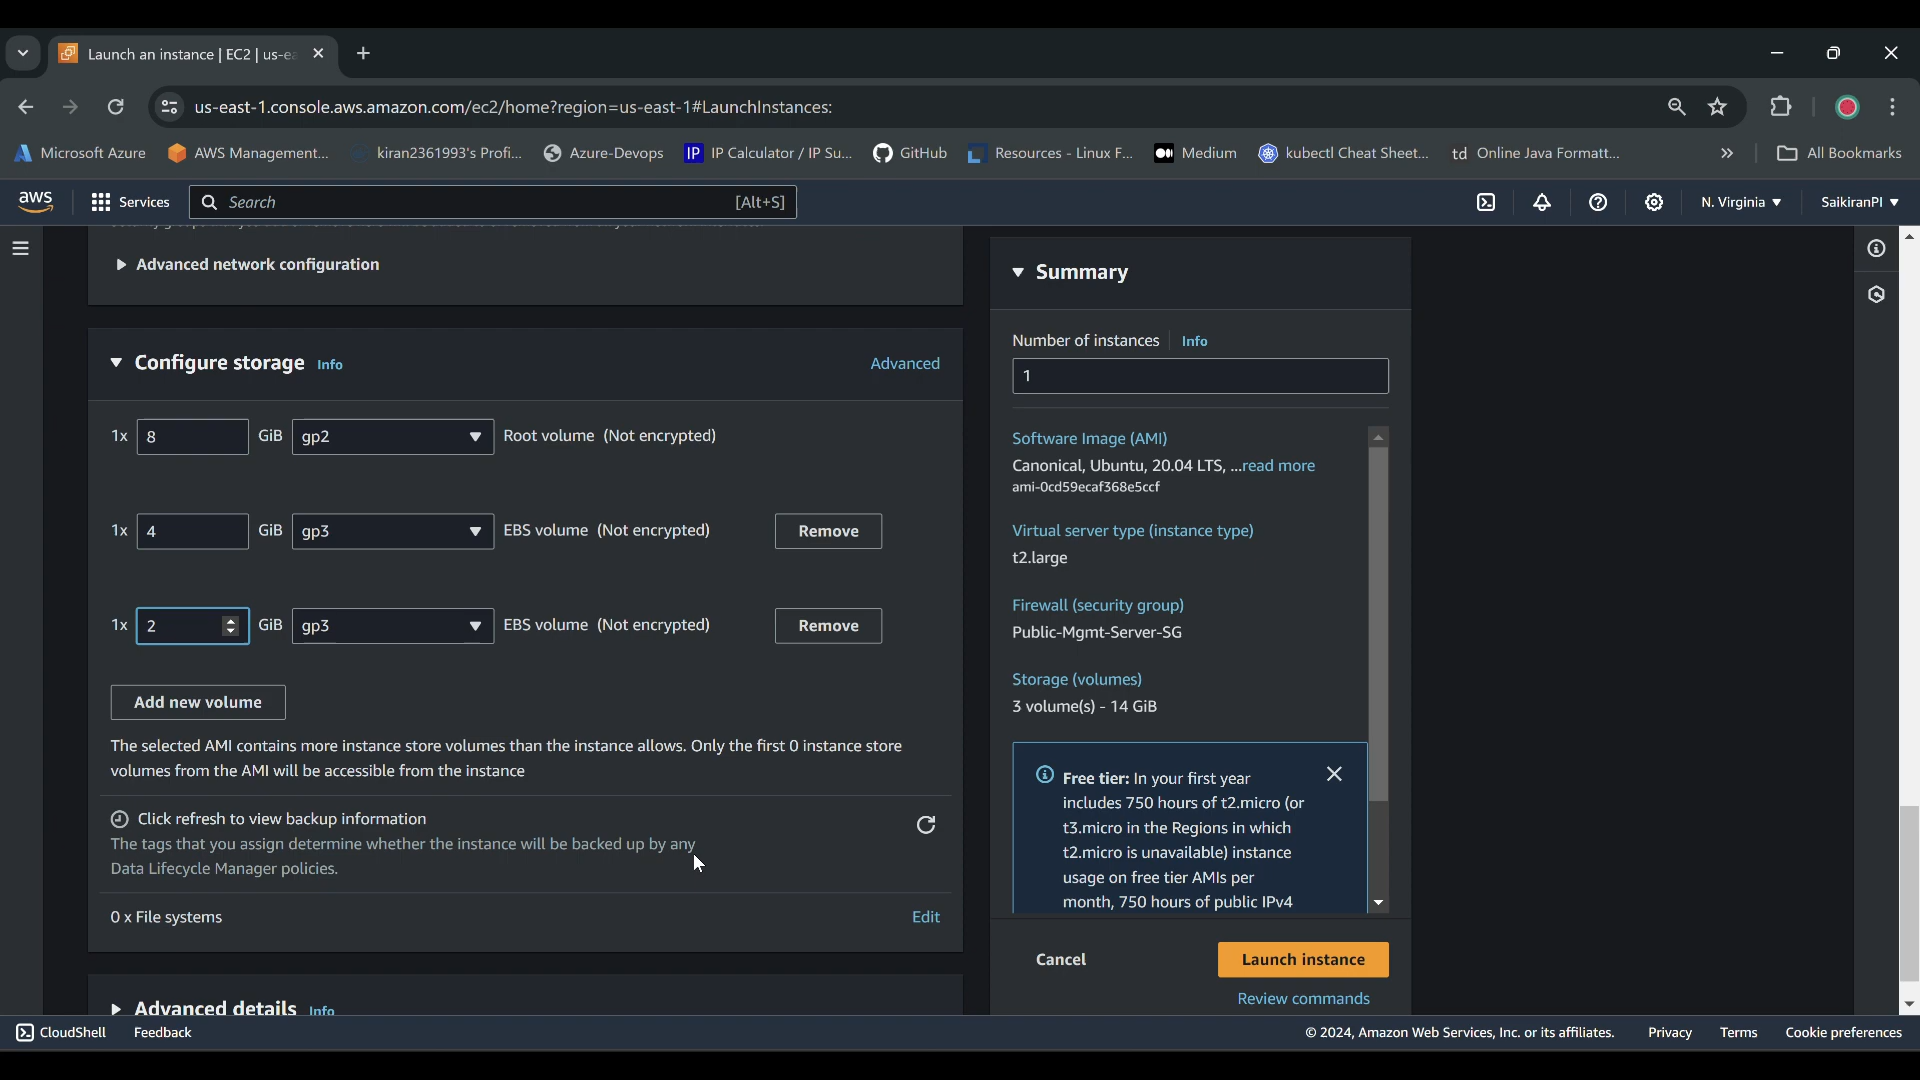 Launch an instance | EC2 | us-ea
us-east-1.console.aws.amazon.com/ec2/home?region=us-east-1#LaunchInstances:
Microsoft Azure
AWS Management...
kiran2361993's Profi...
Azure-Devops
IP
IP Calculator / IP Su...
GitHub
Resources - Linux F...
Medium
kubectl Cheat Sheet...
td
Online Java Formatt...
All Bookmarks
aws
Services
Search
[Alt+S]
N. Virginia
SaikiranPI
Advanced network configuration
Configure storage Info
Advanced
1x 8 GiB gp2 Root volume (Not encrypted)
1x 4 GiB gp3 EBS volume (Not encrypted) Remove
1x 2 GiB gp3 EBS volume (Not encrypted) Remove
Add new volume
The selected AMI contains more instance store volumes than the instance allows. Only the first 0 instance store
volumes from the AMI will be accessible from the instance
Click refresh to view backup information
The tags that you assign determine whether the instance will be backed up by any
Data Lifecycle Manager policies.
0 x File systems
Edit
Advanced details Info
Summary
Number of instances Info
1
Software Image (AMI)
Canonical, Ubuntu, 20.04 LTS, ...read more
ami-0cd59ecaf368e5ccf
Virtual server type (instance type)
t2.large
Firewall (security group)
Public-Mgmt-Server-SG
Storage (volumes)
3 volume(s) - 14 GiB
Free tier: In your first year
includes 750 hours of t2.micro (or
t3.micro in the Regions in which
t2.micro is unavailable) instance
usage on free tier AMIs per
month, 750 hours of public IPv4
Cancel
Launch instance
Review commands
CloudShell
Feedback
© 2024, Amazon Web Services, Inc. or its affiliates.
Privacy
Terms
Cookie preferences